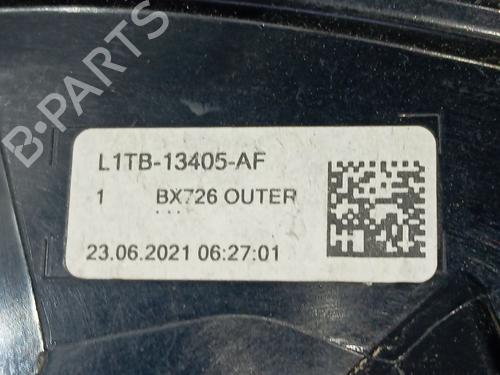 L1TB-13405-AF
1 BX726 OUTER
23.06.2021 06:27:01
B-PARTS